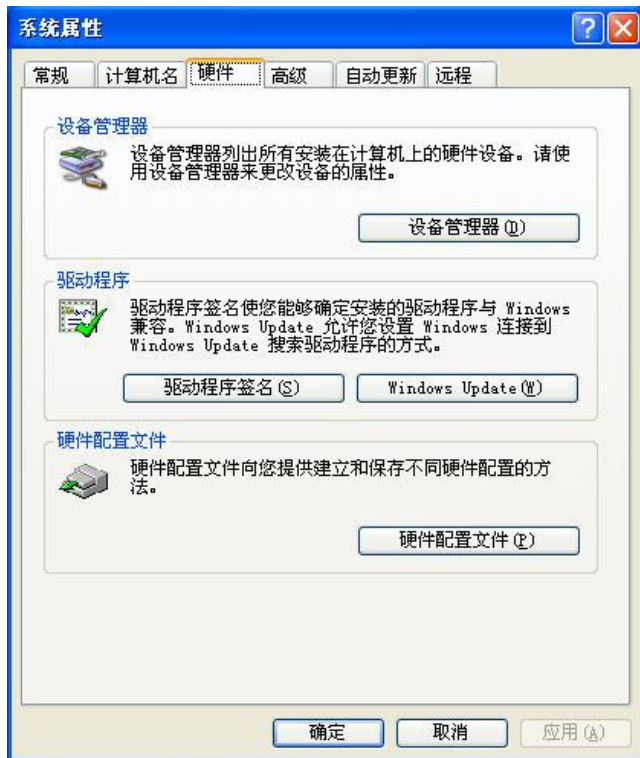 系统属性
常规 计算机名 硬件 高级 自动更新 远程
设备管理器
设备管理器列出所有安装在计算机上的硬件设备。请使
用设备管理器来更改设备的属性。
设备管理器(D)
驱动程序
驱动程序签名使您能够确定安装的驱动程序与 Windows
兼容。Windows Update 允许您设置 Windows 连接到
Windows Update 搜索驱动程序的方式。
驱动程序签名(S) Windows Update(W)
硬件配置文件
硬件配置文件向您提供建立和保存不同硬件配置的方
法。
硬件配置文件(P)
确定 取消 应用(A)